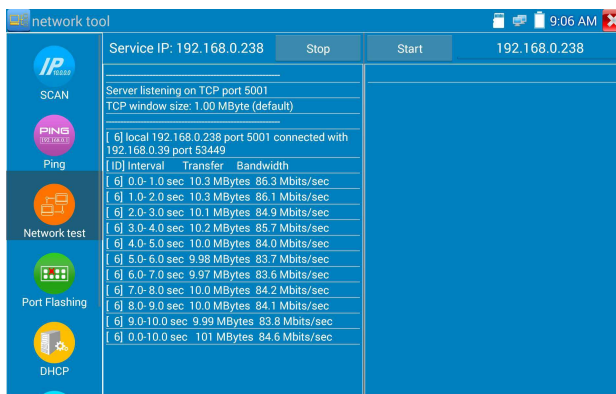 network tool
9:06 AM
Service IP: 192.168.0.238
Stop
Start
192.168.0.238
IP
SCAN
PING
Ping
Network test
Port Flashing
DHCP
Server listening on TCP port 5001
TCP window size: 1.00 MByte (default)
[ 6] local 192.168.0.238 port 5001 connected with
192.168.0.39 port 53449
[ ID] Interval Transfer Bandwidth
[ 6] 0.0- 1.0 sec 10.3 MBytes 86.3 Mbits/sec
[ 6] 1.0- 2.0 sec 10.3 MBytes 86.1 Mbits/sec
[ 6] 2.0- 3.0 sec 10.1 MBytes 84.9 Mbits/sec
[ 6] 3.0- 4.0 sec 10.2 MBytes 85.7 Mbits/sec
[ 6] 4.0- 5.0 sec 10.0 MBytes 84.0 Mbits/sec
[ 6] 5.0- 6.0 sec 9.98 MBytes 83.7 Mbits/sec
[ 6] 6.0- 7.0 sec 9.97 MBytes 83.6 Mbits/sec
[ 6] 7.0- 8.0 sec 10.0 MBytes 84.2 Mbits/sec
[ 6] 8.0- 9.0 sec 10.0 MBytes 84.1 Mbits/sec
[ 6] 9.0-10.0 sec 9.99 MBytes 83.8 Mbits/sec
[ 6] 0.0-10.0 sec 101 MBytes 84.6 Mbits/sec